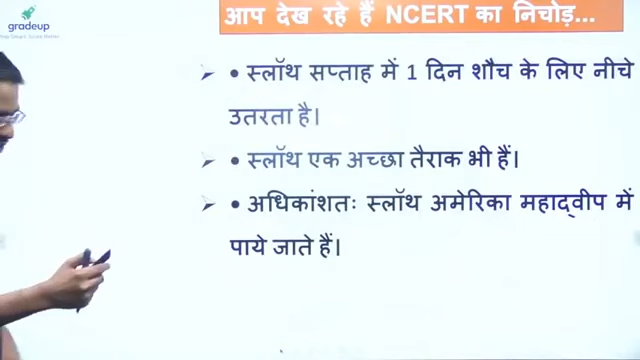 gradeup
आप देख रहे हैं NCERT का निचोड़...
➢ • स्लॉथ सप्ताह में 1 दिन शौच के लिए नीचे
उतरता है।
➢ • स्लॉथ एक अच्छा तैराक भी हैं।
➢ • अधिकांशतः स्लॉथ अमेरिका महाद्वीप में
पाये जाते हैं।